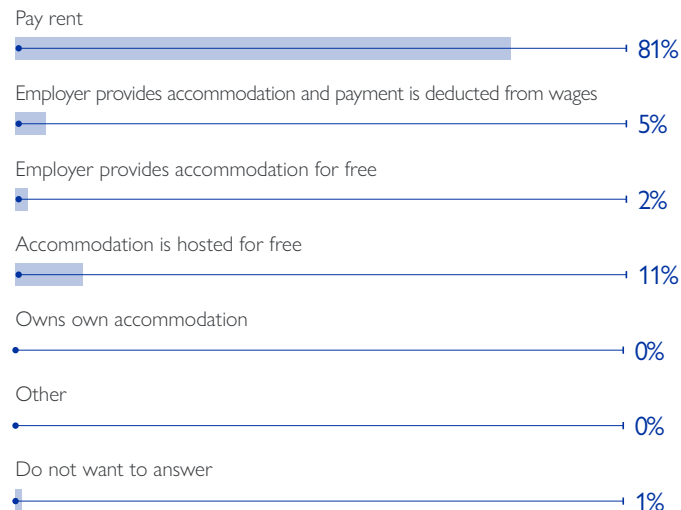 Pay rent
81%
Employer provides accommodation and payment is deducted from wages
5%
Employer provides accommodation for free
2%
Accommodation is hosted for free
11%
Owns own accommodation
0%
Other
0%
Do not want to answer
1%